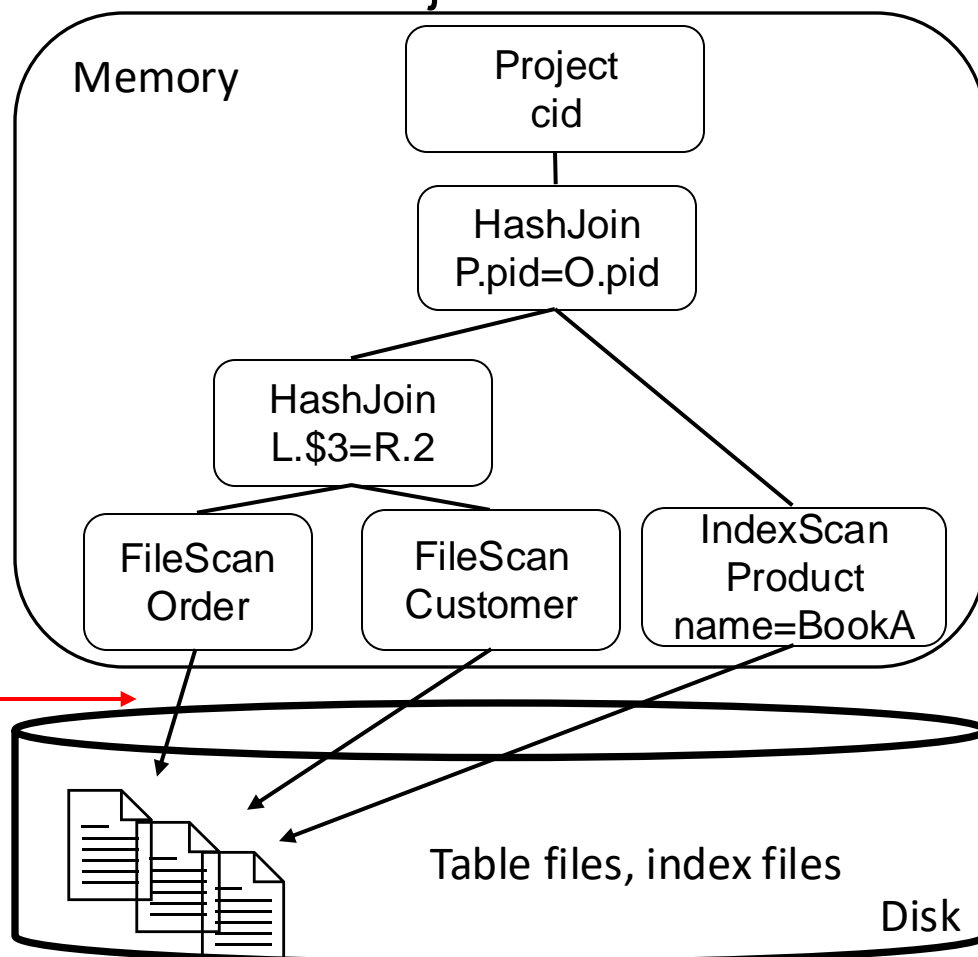 Memory
Project
cid
HashJoin
P.pid=O.pid
HashJoin
L.$3=R.2
FileScan
Order
FileScan
Customer
IndexScan
Product
name=BookA
Table files, index files
Disk